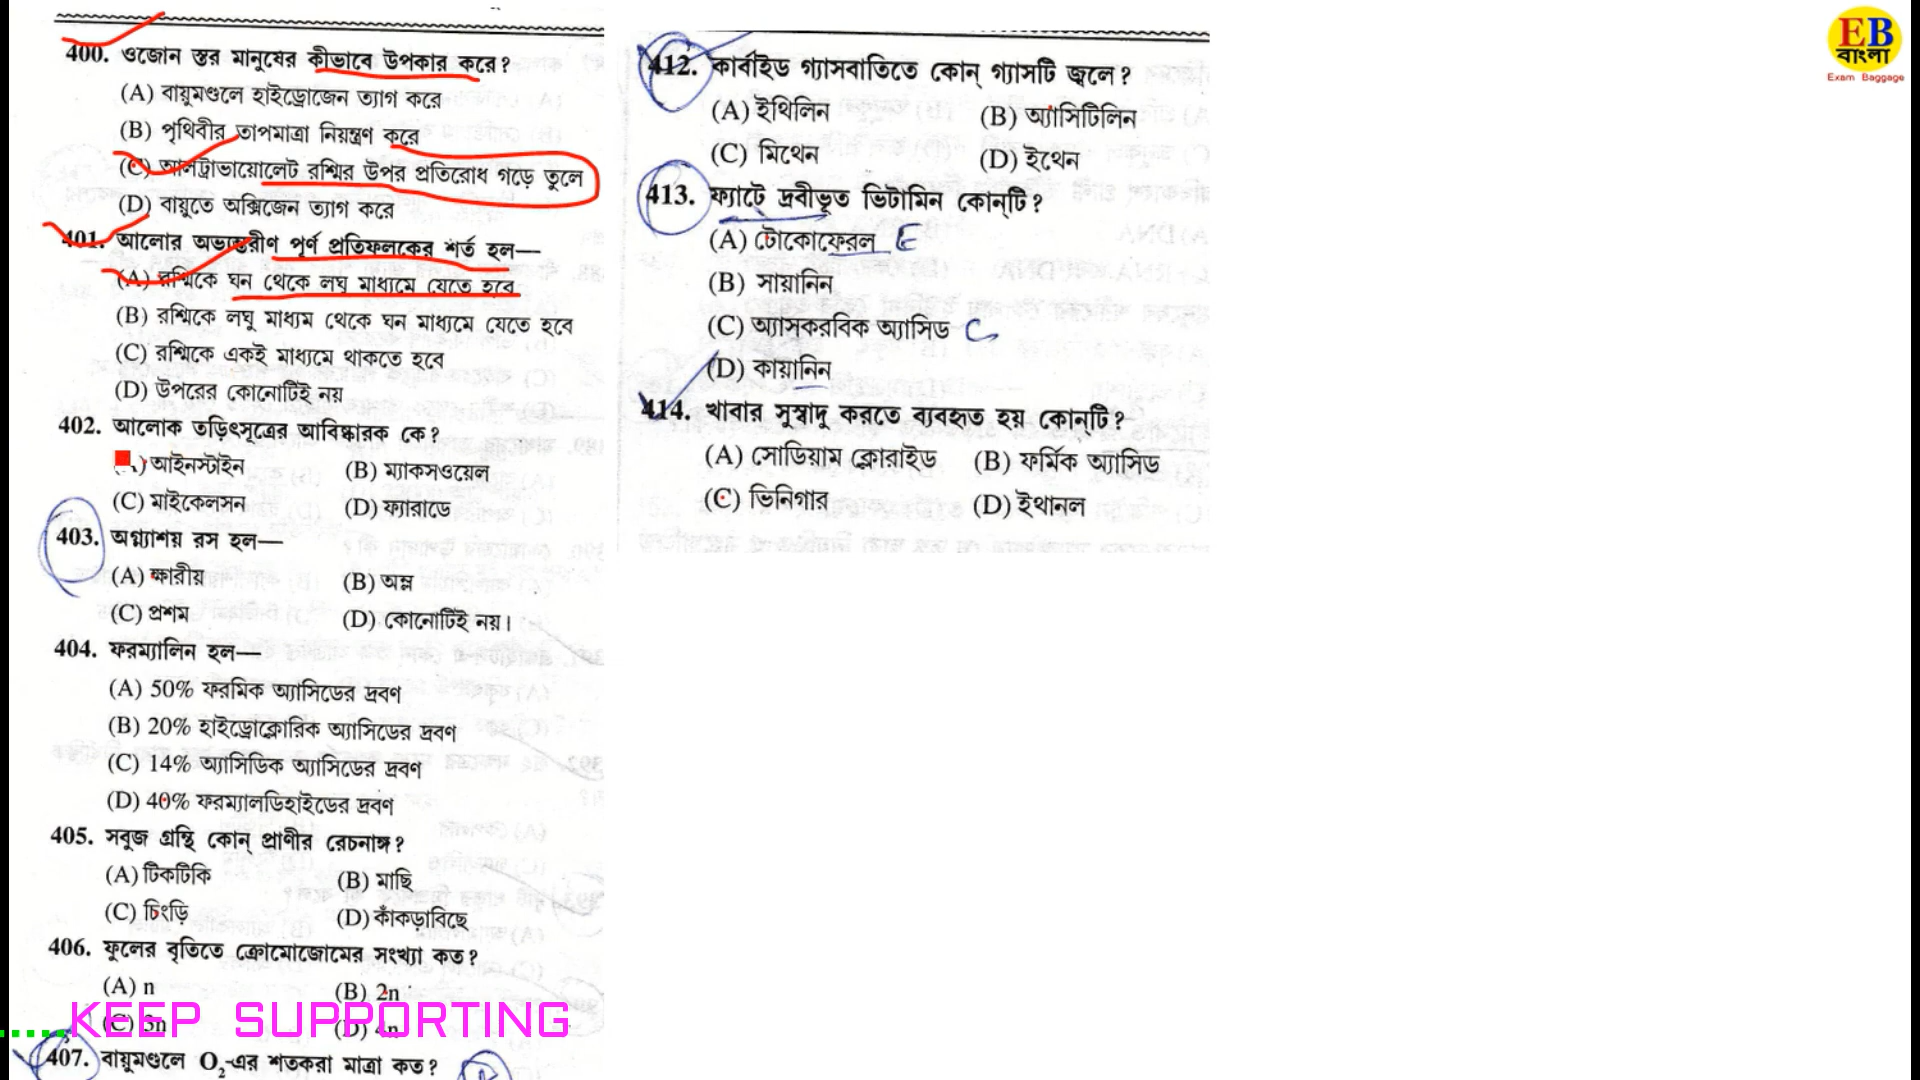 400. ওজোন স্তর মানুষের কীভাবে উপকার করে?
(A) বায়ুমণ্ডলে হাইড্রোজেন ত্যাগ করে
(B) পৃথিবীর তাপমাত্রা নিয়ন্ত্রণ করে
(C) আলট্রাভায়োলেট রশ্মির উপর প্রতিরোধ গড়ে তুলে
(D) বায়ুতে অক্সিজেন ত্যাগ করে
401. আলোর অভ্যন্তরীণ পূর্ণ প্রতিফলকের শর্ত হল—
(A) রশ্মিকে ঘন থেকে লঘু মাধ্যমে যেতে হবে
(B) রশ্মিকে লঘু মাধ্যম থেকে ঘন মাধ্যমে যেতে হবে
(C) রশ্মিকে একই মাধ্যমে থাকতে হবে
(D) উপরের কোনোটিই নয়
402. আলোক তড়িৎসূত্রের আবিষ্কারক কে?
) আইনস্টাইন (B) ম্যাকসওয়েল
(C) মাইকেলসন (D) ফ্যারাডে
403. অগ্ন্যাশয় রস হল—
(A) ক্ষারীয় (B) অম্ল
(C) প্রশম (D) কোনোটিই নয়।
404. ফরম্যালিন হল—
(A) 50% ফরমিক অ্যাসিডের দ্রবণ
(B) 20% হাইড্রোক্লোরিক অ্যাসিডের দ্রবণ
(C) 14% অ্যাসিডিক অ্যাসিডের দ্রবণ
(D) 40% ফরম্যালডিহাইডের দ্রবণ
405. সবুজ গ্রন্থি কোন্ প্রাণীর রেচনাঙ্গ?
(A) টিকটিকি (B) মাছি
(C) চিংড়ি (D) কাঁকড়াবিছে
406. ফুলের বৃতিতে ক্রোমোজোমের সংখ্যা কত?
(A) n (B) 2n
(C) 3n (D) 4n
KEEP SUPPORTING
407. বায়ুমণ্ডলে O₂-এর শতকরা মাত্রা কত?
412. কার্বাইড গ্যাসবাতিতে কোন্ গ্যাসটি জ্বলে?
(A) ইথিলিন (B) অ্যাসিটিলিন
(C) মিথেন (D) ইথেন
413. ফ্যাটে দ্রবীভূত ভিটামিন কোন্‌টি?
(A) টোকোফেরল E
(B) সায়ানিন
(C) অ্যাসকরবিক অ্যাসিড C
(D) কায়ানিন
414. খাবার সুস্বাদু করতে ব্যবহৃত হয় কোন্‌টি?
(A) সোডিয়াম ক্লোরাইড (B) ফর্মিক অ্যাসিড
(C) ভিনিগার (D) ইথানল
EB
বাংলা
Exam Baggage